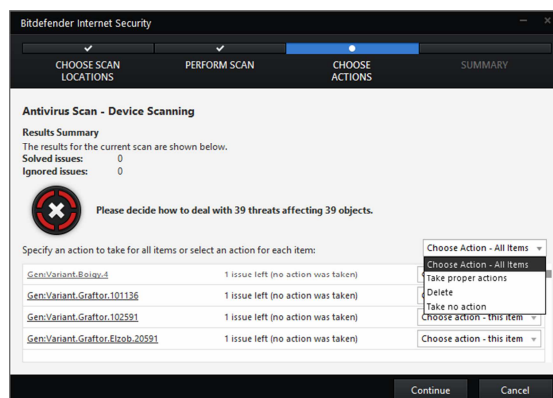 Bitdefender Internet Security
CHOOSE SCAN LOCATIONS
PERFORM SCAN
CHOOSE ACTIONS
SUMMARY
Antivirus Scan - Device Scanning
Results Summary
The results for the current scan are shown below.
Solved issues: 0
Ignored issues: 0
Please decide how to deal with 39 threats affecting 39 objects.
Specify an action to take for all items or select an action for each item:
Choose Action - All Items
Choose Action - All Items
Take proper actions
Delete
Take no action
Gen:Variant.Boigy.4 1 issue left (no action was taken)
Gen:Variant.Graftor.101136 1 issue left (no action was taken)
Gen:Variant.Graftor.102591 1 issue left (no action was taken) Choose action - this item
Gen:Variant.Graftor.Elzob.20591 1 issue left (no action was taken) Choose action - this item
Continue Cancel